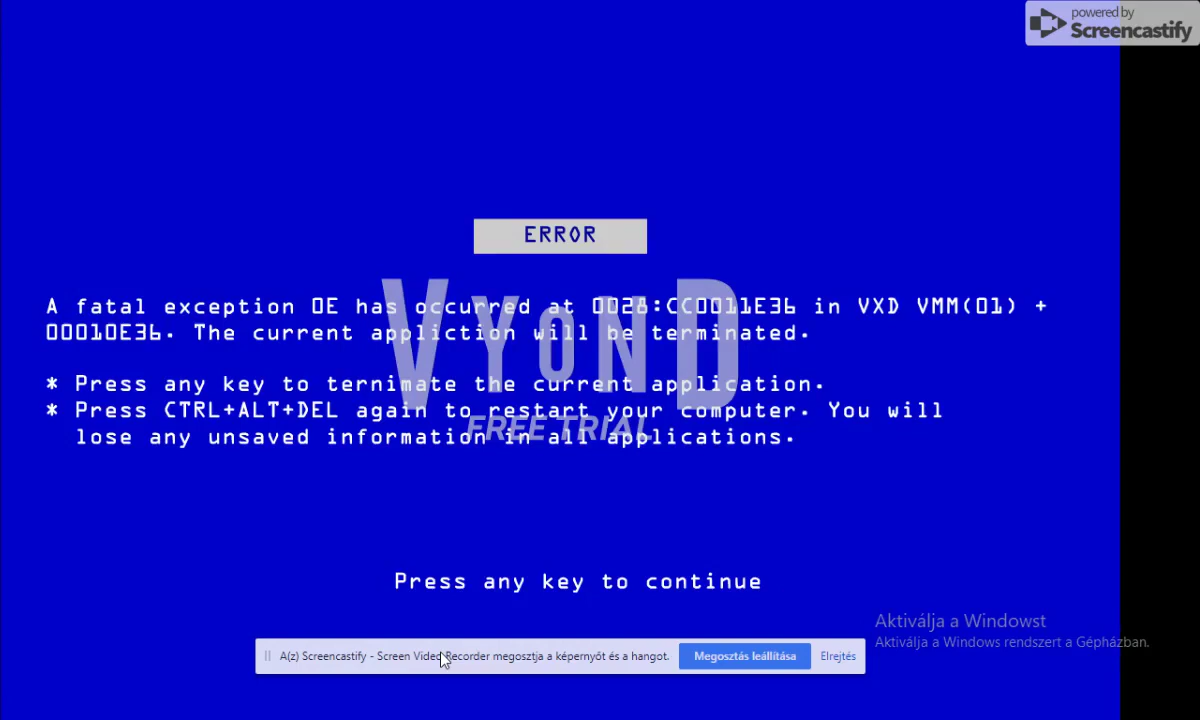 powered by
Screencastify
ERROR
A fatal exception 0E has occurred at 0028:CC0011E36 in VXD VMM(01) +
00010E36. The current appliction will be terminated.
VYOND
* Press any key to ternimate the current application.
* Press CTRL+ALT+DEL again to restart your computer. You will
FREE TRIAL
lose any unsaved information in all applications.
Press any key to continue
Aktiválja a Windowst
Aktiválja a Windows rendszert a Gépházban.
A(z) Screencastify - Screen Video Recorder megosztja a képernyőt és a hangot. Megosztás leállítása Elrejtés